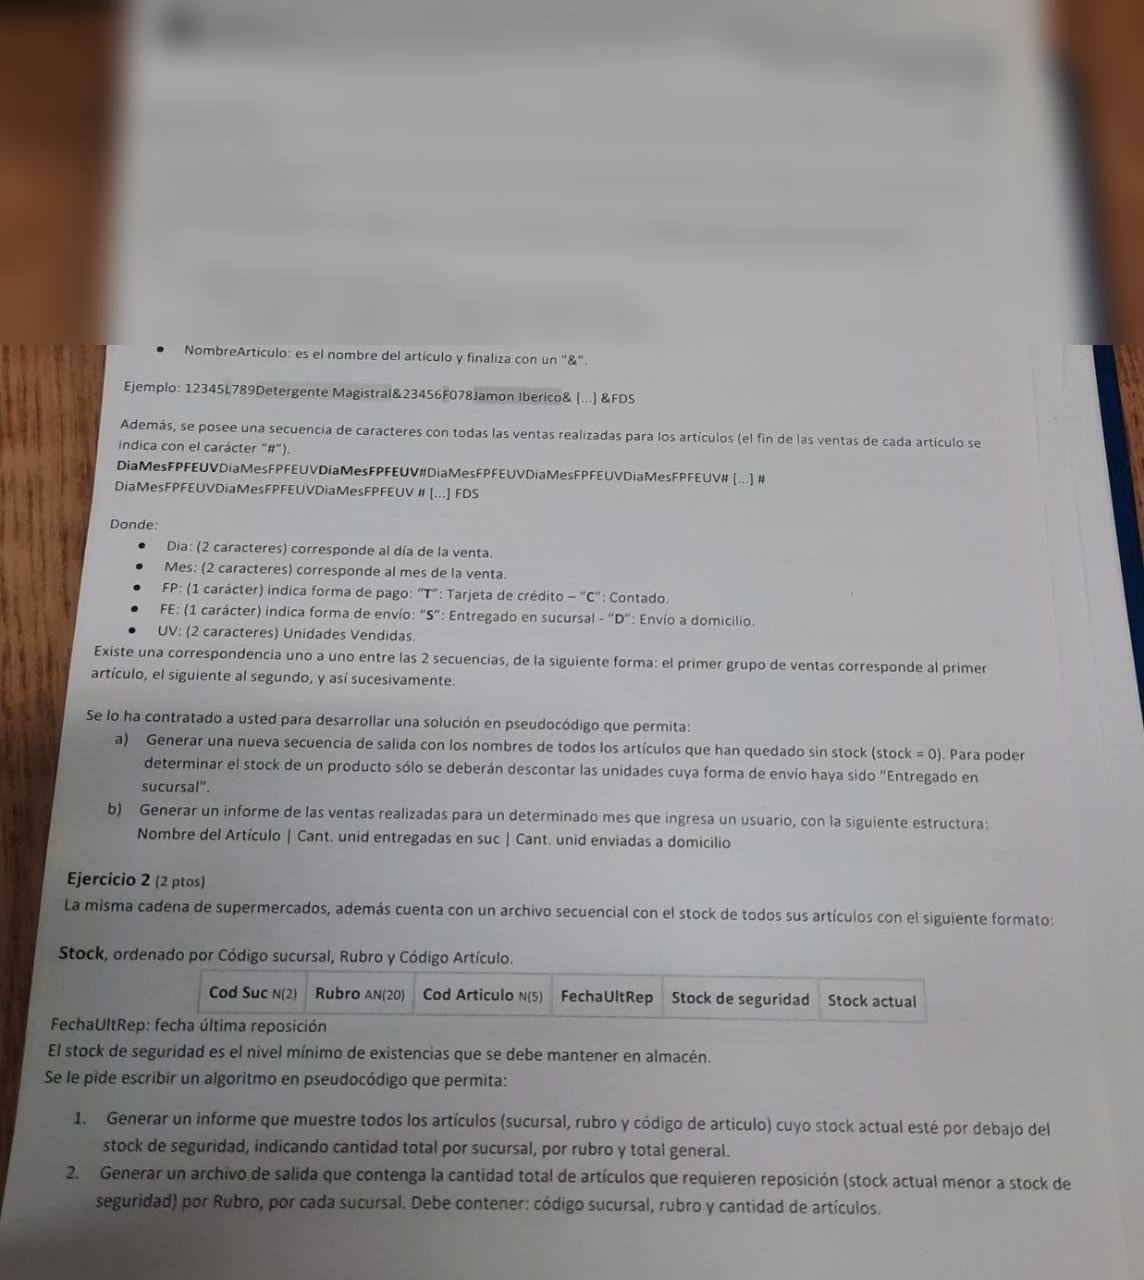 • NombreArticulo: es el nombre del artículo y finaliza con un "&".
Ejemplo: 12345L789Detergente Magistral&23456F078Jamon Iberico& [...] &FDS
Además, se posee una secuencia de caracteres con todas las ventas realizadas para los artículos (el fin de las ventas de cada artículo se
indica con el carácter "#").
DiaMesFPFEUVDiaMesFPFEUVDiaMesFPFEUV#DiaMesFPFEUVDiaMesFPFEUVDiaMesFPFEUV# [...] #
DiaMesFPFEUVDiaMesFPFEUVDiaMesFPFEUV # [...] FDS
Donde:
• Dia: (2 caracteres) corresponde al día de la venta.
• Mes: (2 caracteres) corresponde al mes de la venta.
• FP: (1 carácter) indica forma de pago: "T": Tarjeta de crédito – "C": Contado.
• FE: (1 carácter) indica forma de envío: "S": Entregado en sucursal - "D": Envío a domicilio.
• UV: (2 caracteres) Unidades Vendidas.
Existe una correspondencia uno a uno entre las 2 secuencias, de la siguiente forma: el primer grupo de ventas corresponde al primer
artículo, el siguiente al segundo, y así sucesivamente.
Se lo ha contratado a usted para desarrollar una solución en pseudocódigo que permita:
a) Generar una nueva secuencia de salida con los nombres de todos los artículos que han quedado sin stock (stock = 0). Para poder
determinar el stock de un producto sólo se deberán descontar las unidades cuya forma de envío haya sido "Entregado en
sucursal".
b) Generar un informe de las ventas realizadas para un determinado mes que ingresa un usuario, con la siguiente estructura:
Nombre del Artículo | Cant. unid entregadas en suc | Cant. unid enviadas a domicilio
Ejercicio 2 (2 ptos)
La misma cadena de supermercados, además cuenta con un archivo secuencial con el stock de todos sus artículos con el siguiente formato:
Stock, ordenado por Código sucursal, Rubro y Código Artículo.
Cod Suc N(2) Rubro AN(20) Cod Articulo N(5) FechaUltRep Stock de seguridad Stock actual
FechaUltRep: fecha última reposición
El stock de seguridad es el nivel mínimo de existencias que se debe mantener en almacén.
Se le pide escribir un algoritmo en pseudocódigo que permita:
1. Generar un informe que muestre todos los artículos (sucursal, rubro y código de articulo) cuyo stock actual esté por debajo del
stock de seguridad, indicando cantidad total por sucursal, por rubro y total general.
2. Generar un archivo de salida que contenga la cantidad total de artículos que requieren reposición (stock actual menor a stock de
seguridad) por Rubro, por cada sucursal. Debe contener: código sucursal, rubro y cantidad de artículos.